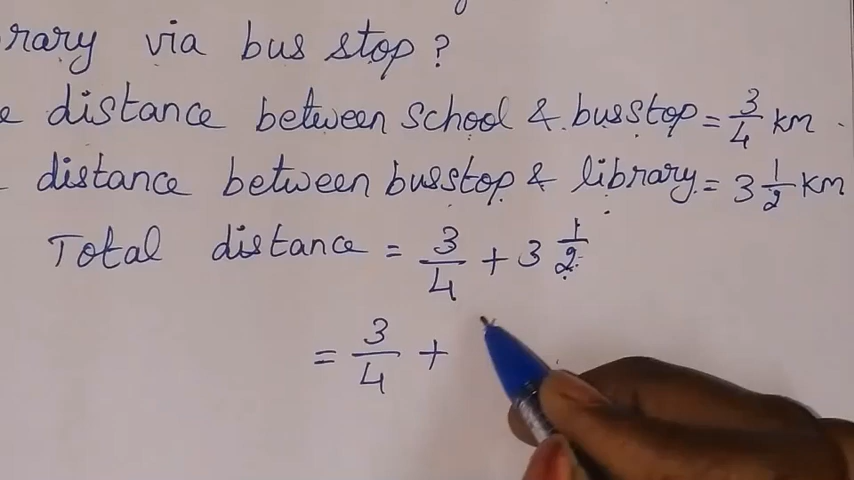 rary via bus stop?
e distance between school & busstop = 3/4 km
distance between busstop & library = 3 1/2 km
Total distance = 3/4 + 3 1/2
= 3/4 +